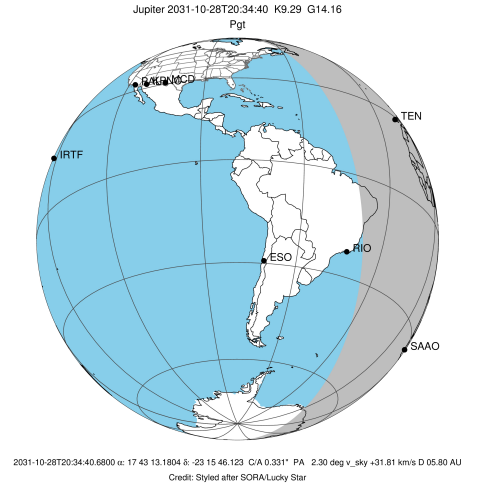 Jupiter 2031-10-28T20:34:40 K9.29 G14.16
Pgt
MCD
TEN
IRTF
RIO
ESO
SAAO
2031-10-28T20:34:40.6800 α: 17 43 13.1804 δ: -23 15 46.123 C/A 0.331" PA 2.30 deg v_sky +31.81 km/s D 05.80 AU
Credit: Styled after SORA/Lucky Star